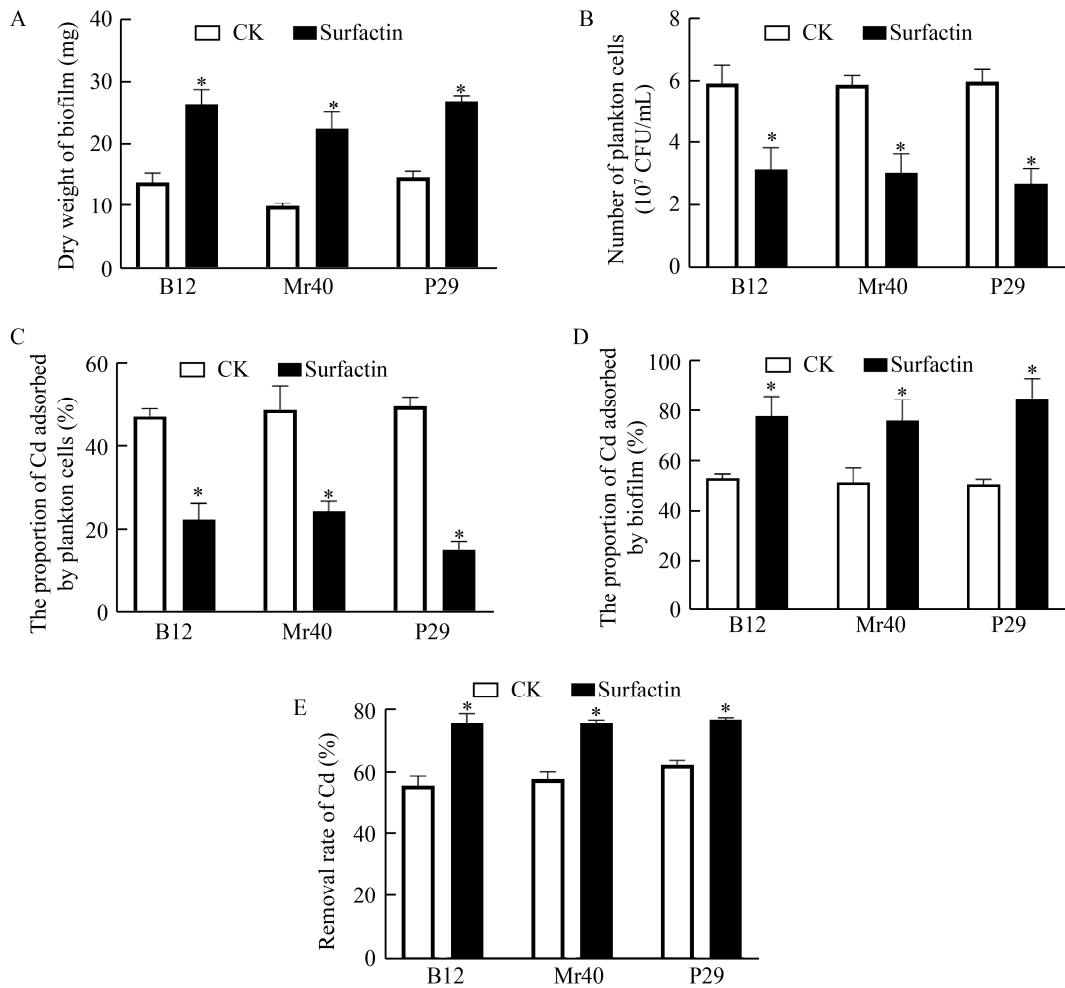 A
CK Surfactin
Dry weight of biofilm (mg)
40
30
20
10
0
B12 Mr40 P29
B
CK Surfactin
Number of plankton cells
(10⁷ CFU/mL)
8
6
4
2
0
* * *
B12 Mr40 P29
C
CK Surfactin
The proportion of Cd adsorbed
by plankton cells (%)
60
40
20
0
* * *
B12 Mr40 P29
D
CK Surfactin
The proportion of Cd adsorbed
by biofilm (%)
100
80
60
40
20
0
* * *
B12 Mr40 P29
E
CK Surfactin
Removal rate of Cd (%)
80
60
40
20
0
* * *
B12 Mr40 P29